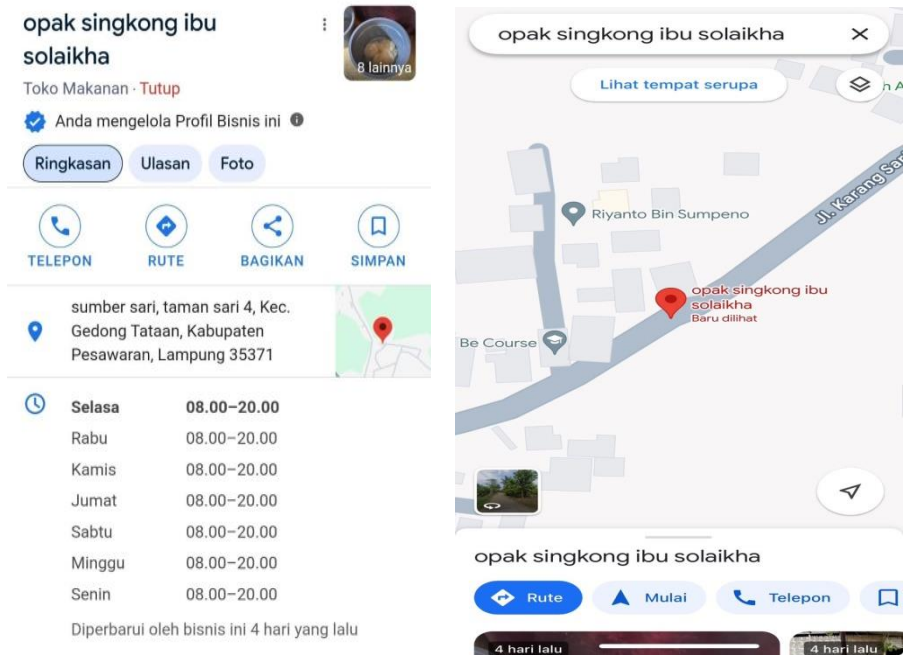 opak singkong ibu
solaikha
8 lainnya
Toko Makanan · Tutup
Anda mengelola Profil Bisnis ini
Ringkasan Ulasan Foto
TELEPON RUTE BAGIKAN SIMPAN
sumber sari, taman sari 4, Kec.
Gedong Tataan, Kabupaten
Pesawaran, Lampung 35371
Selasa 08.00–20.00
Rabu 08.00–20.00
Kamis 08.00–20.00
Jumat 08.00–20.00
Sabtu 08.00–20.00
Minggu 08.00–20.00
Senin 08.00–20.00
Diperbarui oleh bisnis ini 4 hari yang lalu
opak singkong ibu solaikha
Lihat tempat serupa
Riyanto Bin Sumpeno
Jl. Karang Sari
opak singkong ibu
solaikha
Baru dilihat
Be Course
opak singkong ibu solaikha
Rute Mulai Telepon
4 hari lalu 4 hari lalu